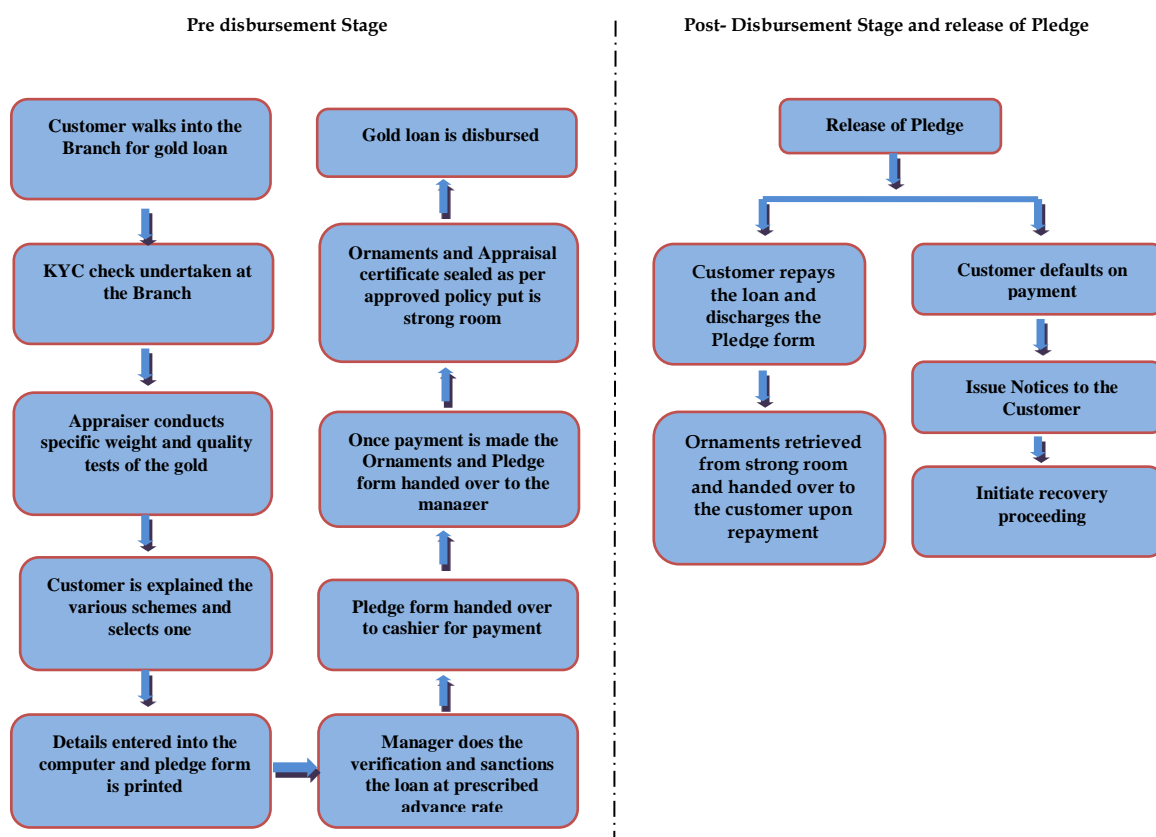 Pre disbursement Stage
Customer walks into the
Branch for gold loan
KYC check undertaken at
the Branch
Appraiser conducts
specific weight and quality
tests of the gold
Customer is explained the
various schemes and
selects one
Details entered into the
computer and pledge form
is printed
Manager does the
verification and sanctions
the loan at prescribed
advance rate
Pledge form handed over
to cashier for payment
Once payment is made the
Ornaments and Pledge
form handed over to the
manager
Ornaments and Appraisal
certificate sealed as per
approved policy put is
strong room
Gold loan is disbursed
Post- Disbursement Stage and release of Pledge
Release of Pledge
Customer repays
the loan and
discharges the
Pledge form
Ornaments retrieved
from strong room
and handed over to
the customer upon
repayment
Customer defaults on
payment
Issue Notices to the
Customer
Initiate recovery
proceeding